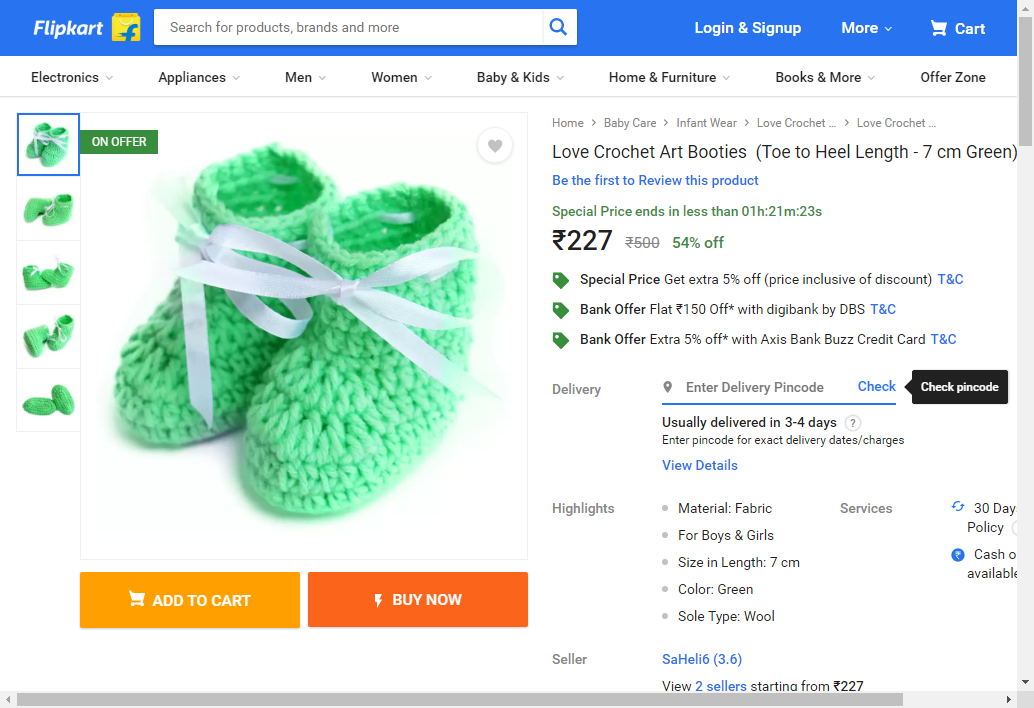 Flipkart
Search for products, brands and more
Login & Signup
More
Cart
Electronics
Appliances
Men
Women
Baby & Kids
Home & Furniture
Books & More
Offer Zone
ON OFFER
Home > Baby Care > Infant Wear > Love Crochet ... > Love Crochet ...
Love Crochet Art Booties (Toe to Heel Length - 7 cm Green)
Be the first to Review this product
Special Price ends in less than 01h:21m:23s
₹227 ₹500 54% off
Special Price Get extra 5% off (price inclusive of discount) T&C
Bank Offer Flat ₹150 Off* with digibank by DBS T&C
Bank Offer Extra 5% off* with Axis Bank Buzz Credit Card T&C
Delivery
Enter Delivery Pincode
Check
Check pincode
Usually delivered in 3-4 days ?
Enter pincode for exact delivery dates/charges
View Details
Highlights
Material: Fabric
For Boys & Girls
Size in Length: 7 cm
Color: Green
Sole Type: Wool
Services
30 Day
Policy
Cash o
available
ADD TO CART
BUY NOW
Seller
SaHeli6 (3.6)
View 2 sellers starting from ₹227